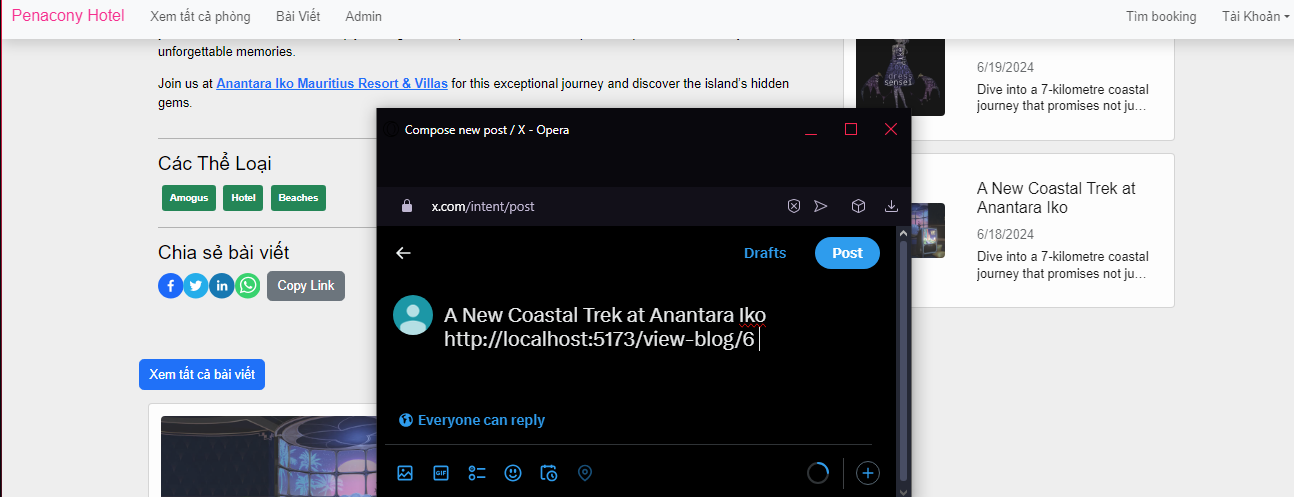 Penacony Hotel Xem tất cả phòng Bài Viết Admin Tìm booking Tài Khoản
unforgettable memories.
Join us at Anantara Iko Mauritius Resort & Villas for this exceptional journey and discover the island's hidden
gems.
Các Thể Loại
Amogus Hotel Beaches
Chia sẻ bài viết
Copy Link
Xem tất cả bài viết
Compose new post / X - Opera
x.com/intent/post
Drafts Post
A New Coastal Trek at Anantara Iko
http://localhost:5173/view-blog/6
Everyone can reply
GIF
dress
sensei
6/19/2024
Dive into a 7-kilometre coastal
journey that promises not ju...
A New Coastal Trek at
Anantara Iko
6/18/2024
Dive into a 7-kilometre coastal
journey that promises not ju...